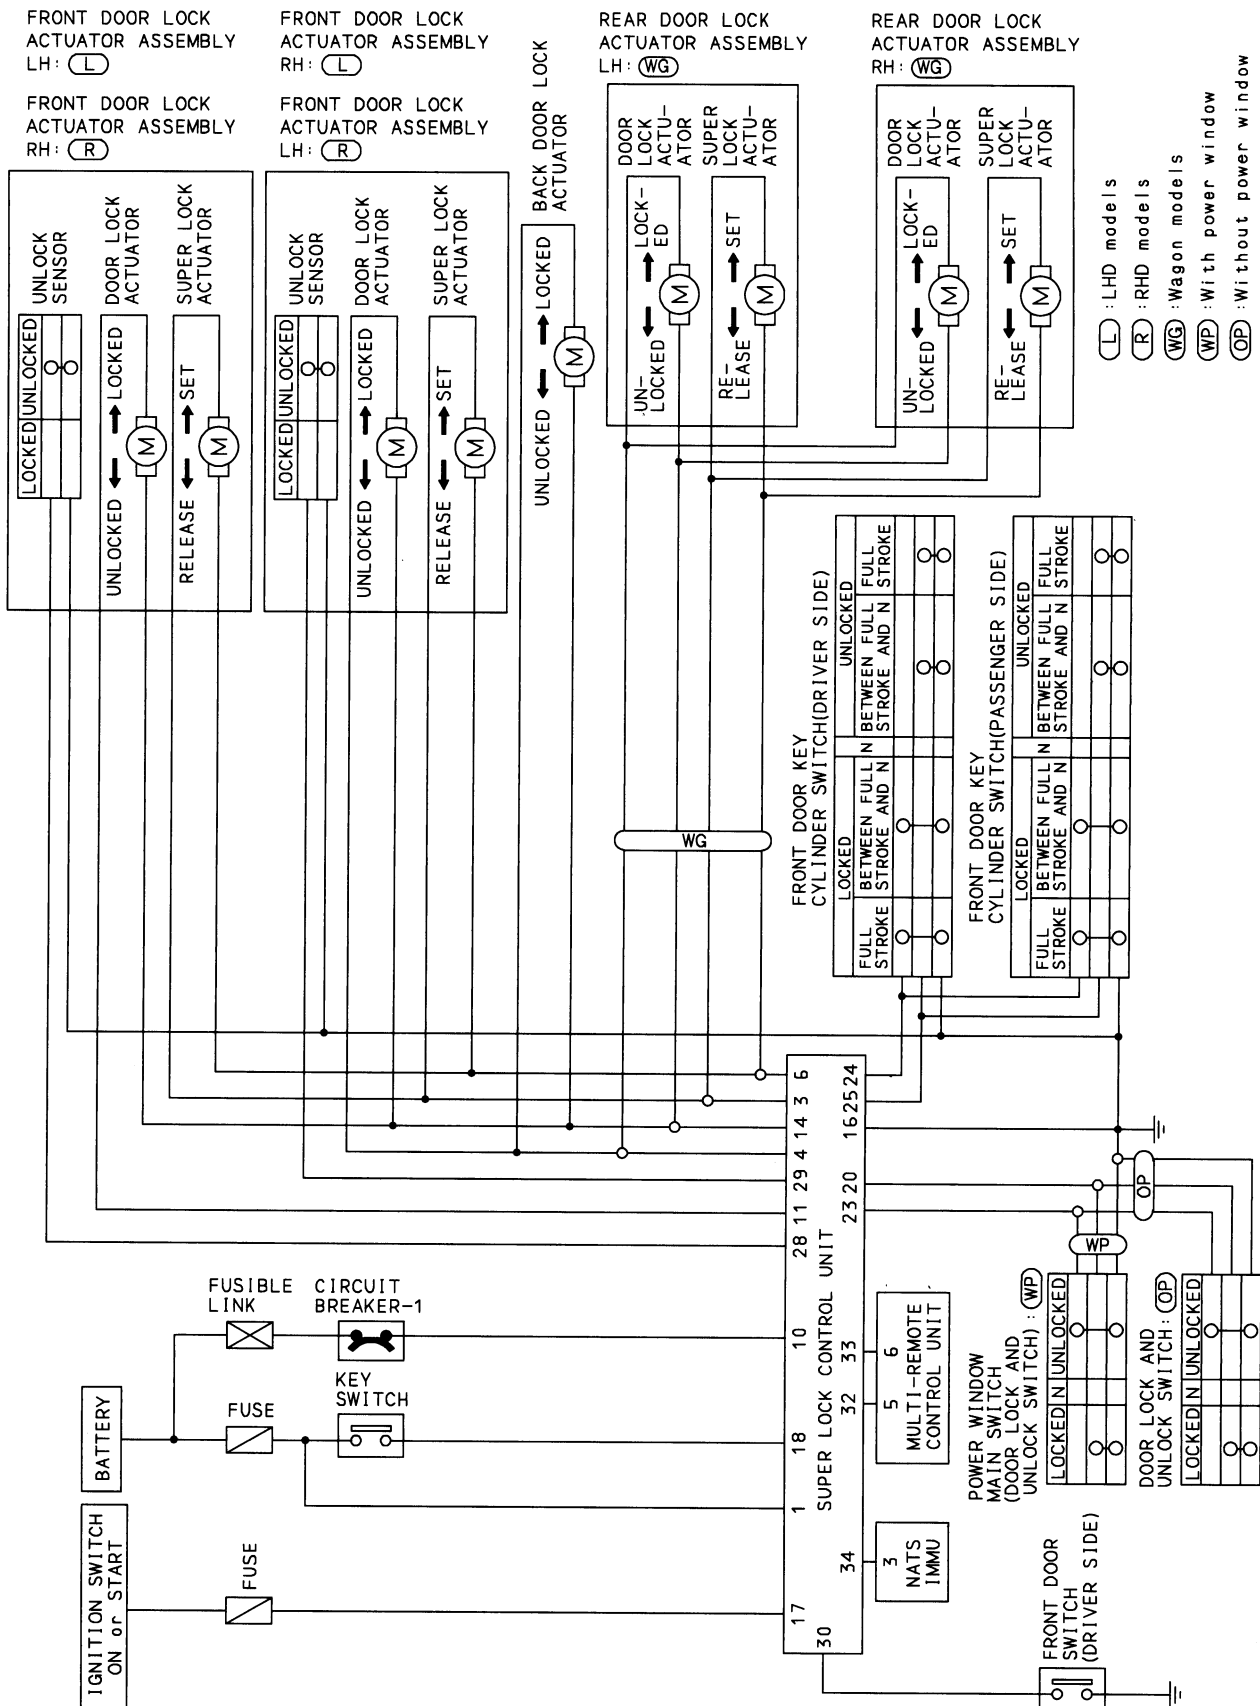 FRONT DOOR LOCK
ACTUATOR ASSEMBLY
LH: L
FRONT DOOR LOCK
ACTUATOR ASSEMBLY
RH: R
FRONT DOOR LOCK
ACTUATOR ASSEMBLY
RH: L
FRONT DOOR LOCK
ACTUATOR ASSEMBLY
LH: R
BACK DOOR LOCK
ACTUATOR
REAR DOOR LOCK
ACTUATOR ASSEMBLY
LH: WG
REAR DOOR LOCK
ACTUATOR ASSEMBLY
RH: WG
L :LHD models
R :RHD models
WG :Wagon models
WP :With power window
OP :Without power window
UNLOCK
SENSOR
LOCKED UNLOCKED
DOOR LOCK
ACTUATOR
UNLOCKED LOCKED
M
SUPER LOCK
ACTUATOR
RELEASE SET
M
UNLOCK
SENSOR
LOCKED UNLOCKED
DOOR LOCK
ACTUATOR
UNLOCKED LOCKED
M
SUPER LOCK
ACTUATOR
RELEASE SET
M
UNLOCKED LOCKED
M
DOOR
LOCK
ACTU-
ATOR
UN-
LOCKED
LOCK-
ED
M
SUPER
LOCK
ACTU-
ATOR
RE-
LEASE
SET
M
DOOR
LOCK
ACTU-
ATOR
UN-
LOCKED
LOCK-
ED
M
SUPER
LOCK
ACTU-
ATOR
RE-
LEASE
SET
M
WG
FRONT DOOR KEY
CYLINDER SWITCH(DRIVER SIDE)
LOCKED N UNLOCKED
FULL
STROKE
BETWEEN FULL
STROKE AND N
BETWEEN FULL
STROKE AND N
FULL
STROKE
FRONT DOOR KEY
CYLINDER SWITCH(PASSENGER SIDE)
LOCKED N UNLOCKED
FULL
STROKE
BETWEEN FULL
STROKE AND N
BETWEEN FULL
STROKE AND N
FULL
STROKE
6
3
14
4
29
11
28
10
18
1
17
30
24
25
16
20
23
33
32
34
SUPER LOCK CONTROL UNIT
FUSIBLE
LINK
CIRCUIT
BREAKER-1
KEY
SWITCH
FUSE
BATTERY
IGNITION SWITCH
ON or START
FUSE
6
5
MULTI-REMOTE
CONTROL UNIT
3
NATS
IMMU
OP
WP
POWER WINDOW
MAIN SWITCH
(DOOR LOCK AND
UNLOCK SWITCH) : WP
LOCKED N UNLOCKED
DOOR LOCK AND
UNLOCK SWITCH: OP
LOCKED N UNLOCKED
FRONT DOOR
SWITCH
(DRIVER SIDE)